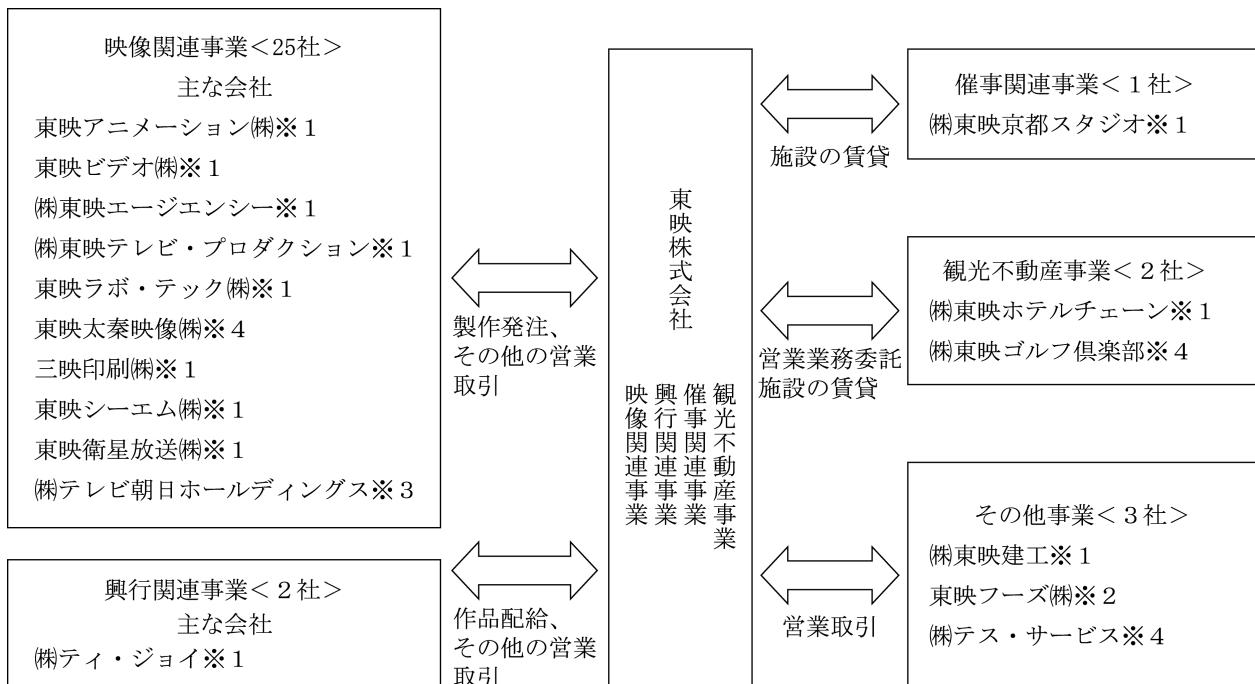 映像関連事業＜25社＞
主な会社
東映アニメーション㈱※１
東映ビデオ㈱※１
㈱東映エージエンシー※１
㈱東映テレビ・プロダクション※１
東映ラボ・テック㈱※１
東映太秦映像㈱※４
三映印刷㈱※１
東映シーエム㈱※１
東映衛星放送㈱※１
㈱テレビ朝日ホールディングス※３
興行関連事業＜２社＞
主な会社
㈱ティ・ジョイ※１
製作発注、
その他の営業
取引
作品配給、
その他の営業
取引
東映株式会社
観光不動産事業
催事関連事業
興行関連事業
映像関連事業
施設の賃貸
営業業務委託
施設の賃貸
営業取引
催事関連事業＜１社＞
㈱東映京都スタジオ※１
観光不動産事業＜２社＞
㈱東映ホテルチェーン※１
㈱東映ゴルフ倶楽部※４
その他事業＜３社＞
㈱東映建工※１
東映フーズ㈱※２
㈱テス・サービス※４